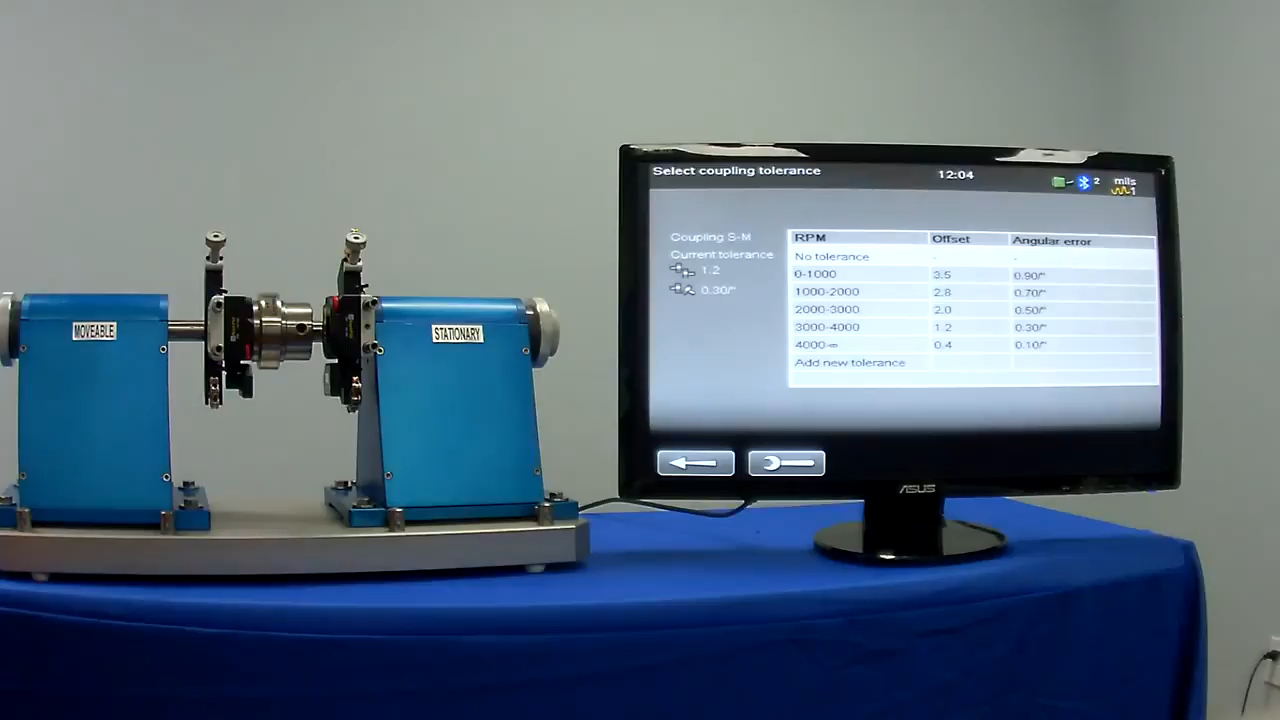 Select coupling tolerance 12:04 2 mils
1
Coupling S-M
Current tolerance
1.2
0.30/"
RPM Offset Angular error
No tolerance - -
0-1000 3.5 0.90/"
1000-2000 2.8 0.70/"
2000-3000 2.0 0.50/"
3000-4000 1.2 0.30/"
4000-∞ 0.4 0.10/"
Add new tolerance
MOVEABLE
STATIONARY
ASUS